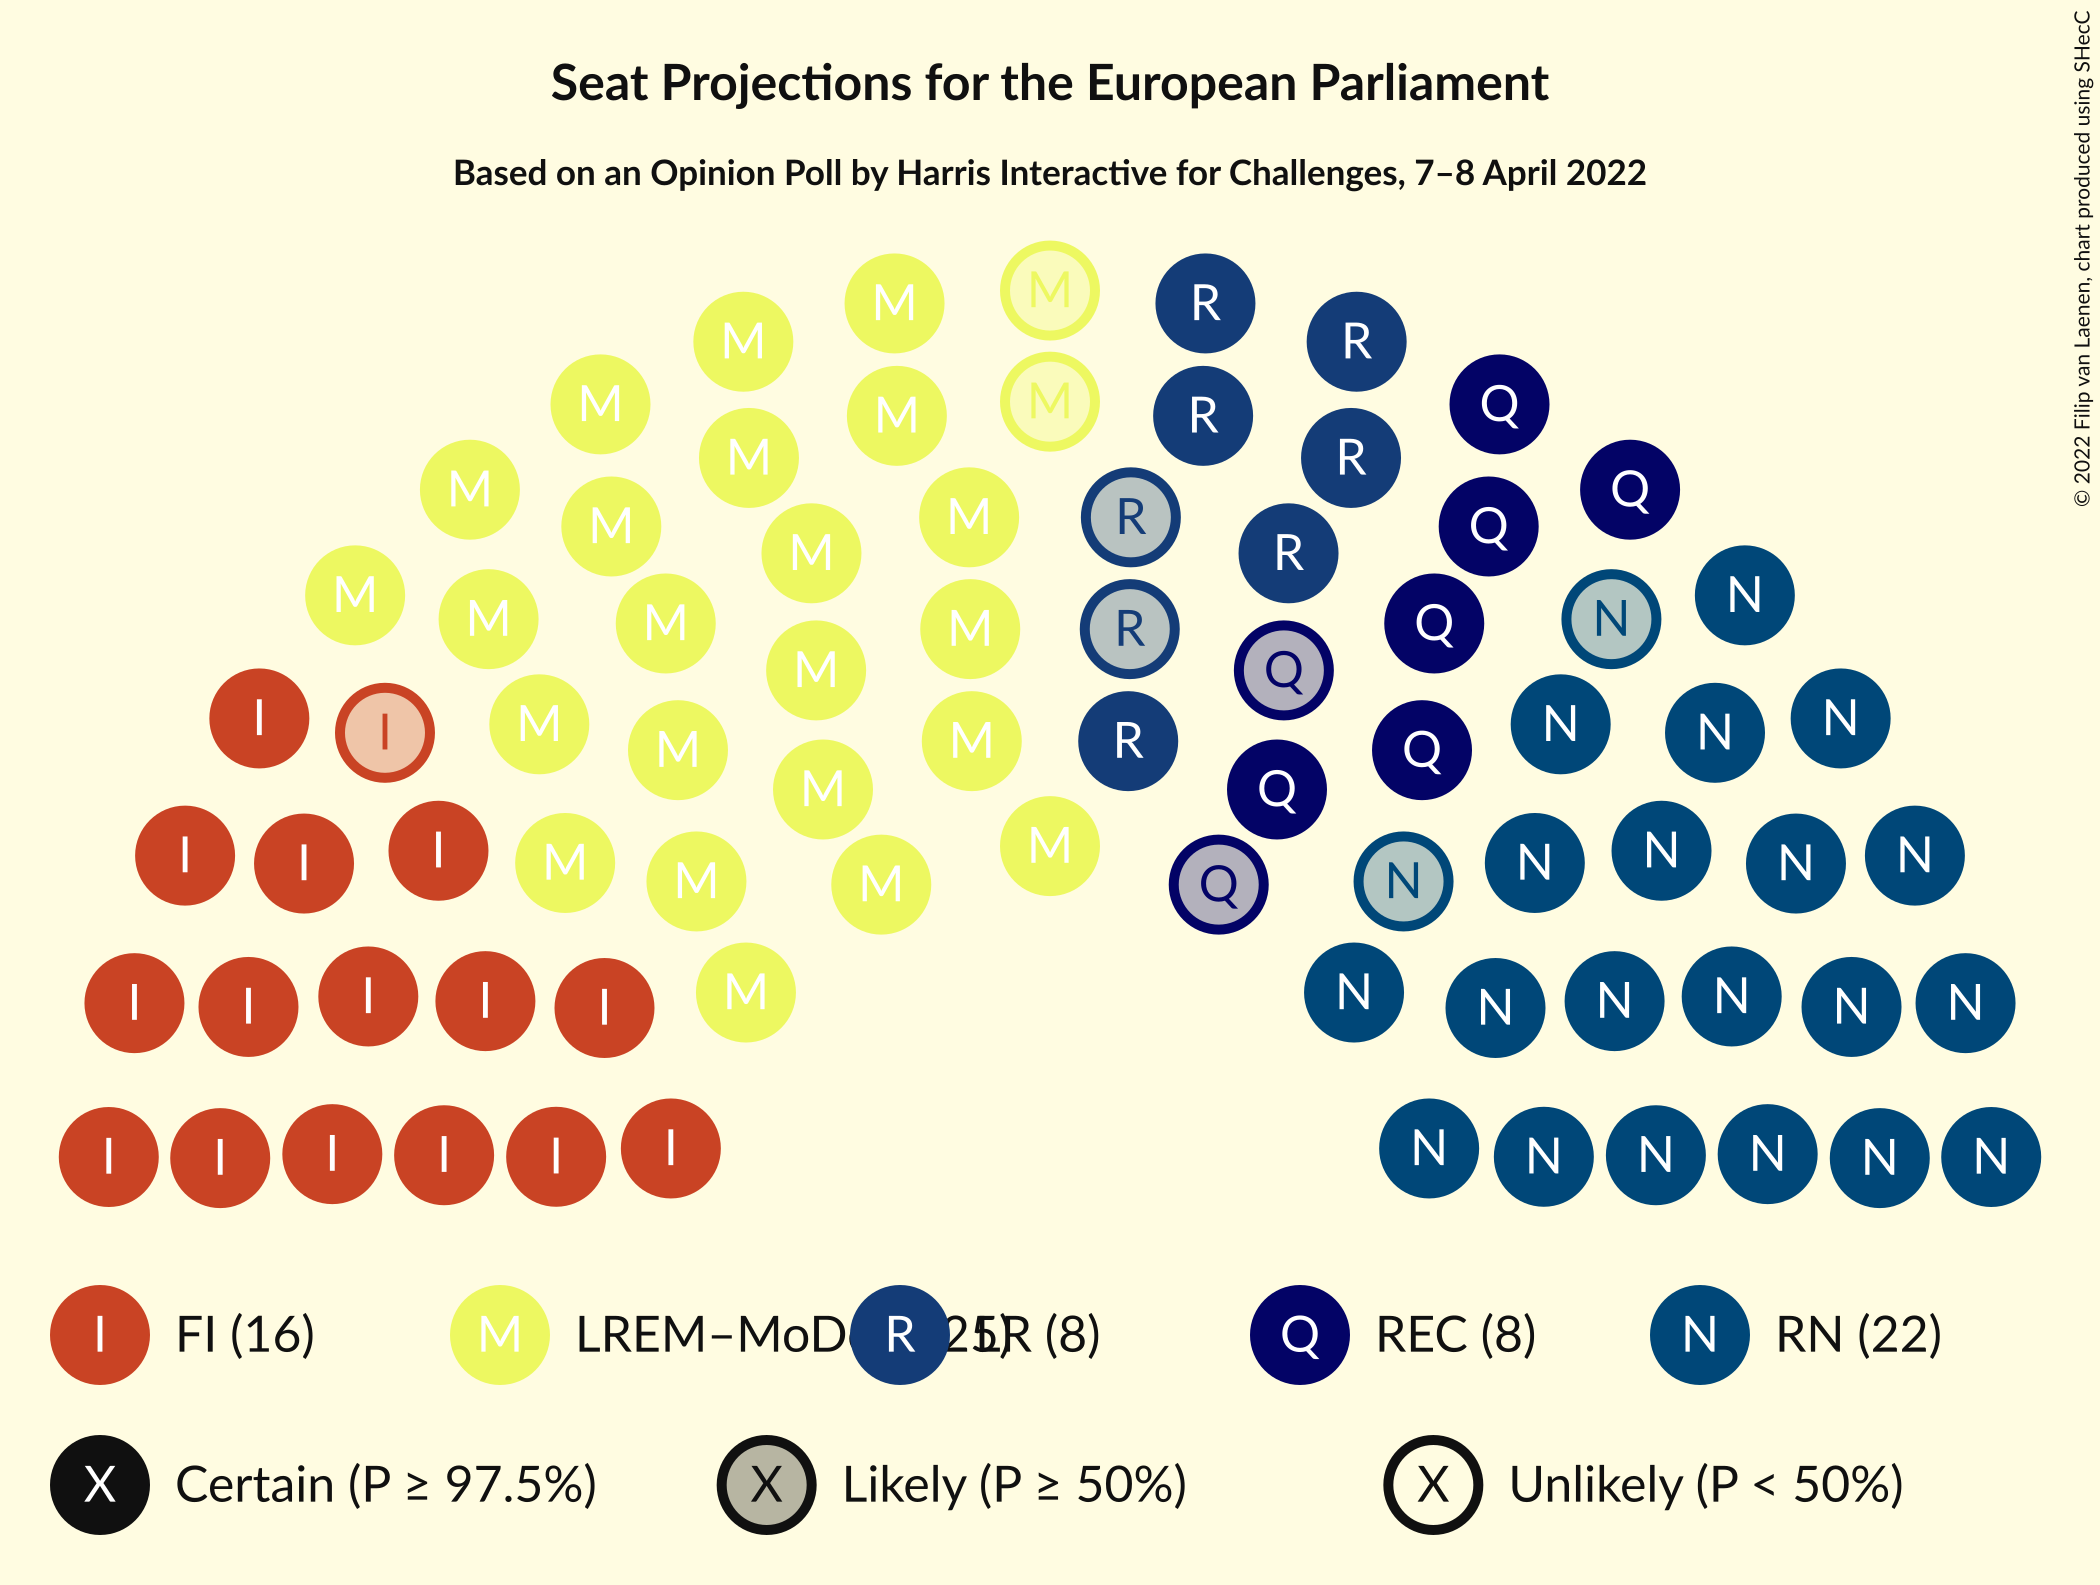 Seat Projections for the European Parliament
Based on an Opinion Poll by Harris Interactive for Challenges, 7–8 April 2022
© 2022 Filip van Laenen, chart produced using SHecC
M M M R R
M M M R R Q
M M M R R Q Q
M M M R Q Q N N
M M M R Q N
I I M M M R Q Q N N N
I I I M M M M Q N N N N N
I I I I I M N N N N N N
I I I I I I N N N N N N
I FI (16) M LREM–MoD R LR (8) Q REC (8) N RN (22)
X Certain (P ≥ 97.5%) X Likely (P ≥ 50%) X Unlikely (P < 50%)